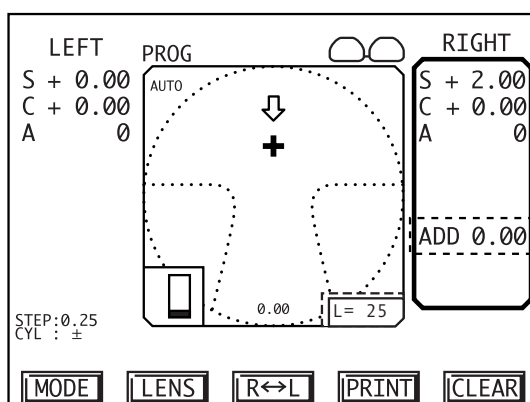 LEFT
S + 0.00
C + 0.00
A 0
PROG
AUTO
RIGHT
S + 2.00
C + 0.00
A 0
ADD 0.00
0.00
L= 25
STEP:0.25
CYL : ±
MODE
LENS
R↔L
PRINT
CLEAR